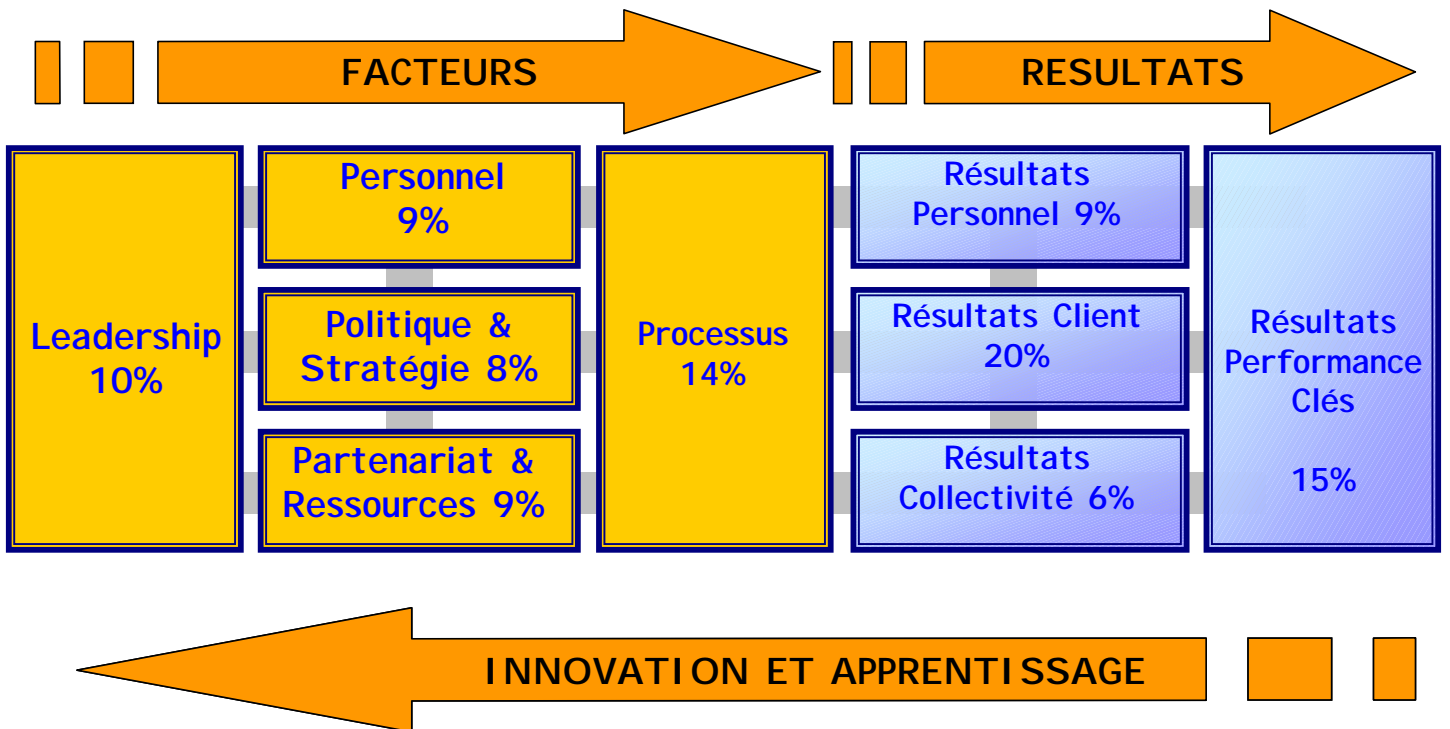 FACTEURS
RESULTATS
Leadership
10%
Personnel
9%
Politique &
Stratégie 8%
Partenariat &
Ressources 9%
Processus
14%
Résultats
Personnel 9%
Résultats Client
20%
Résultats
Collectivité 6%
Résultats
Performance
Clés
15%
INNOVATION ET APPRENTISSAGE